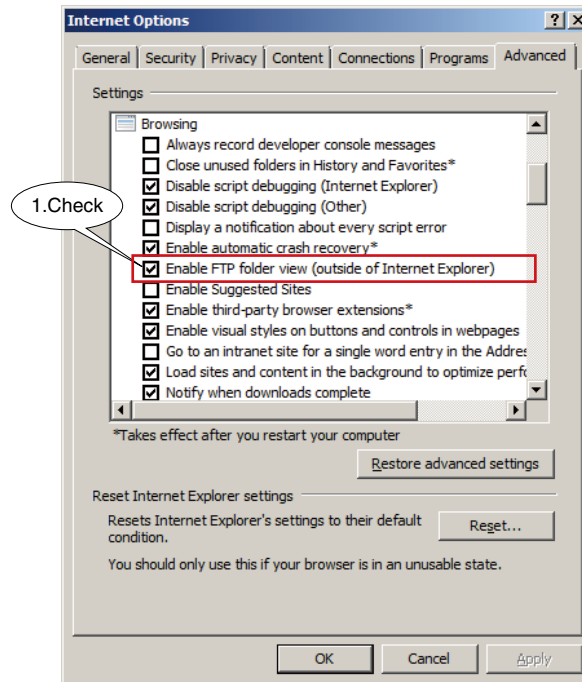 Internet Options
General Security Privacy Content Connections Programs Advanced
Settings
Browsing
Always record developer console messages
Close unused folders in History and Favorites*
Disable script debugging (Internet Explorer)
1.Check
Disable script debugging (Other)
Display a notification about every script error
Enable automatic crash recovery*
Enable FTP folder view (outside of Internet Explorer)
Enable Suggested Sites
Enable third-party browser extensions*
Enable visual styles on buttons and controls in webpages
Go to an intranet site for a single word entry in the Addres
Load sites and content in the background to optimize perfo
Notify when downloads complete
*Takes effect after you restart your computer
Restore advanced settings
Reset Internet Explorer settings
Resets Internet Explorer's settings to their default
condition.
Reset...
You should only use this if your browser is in an unusable state.
OK Cancel Apply